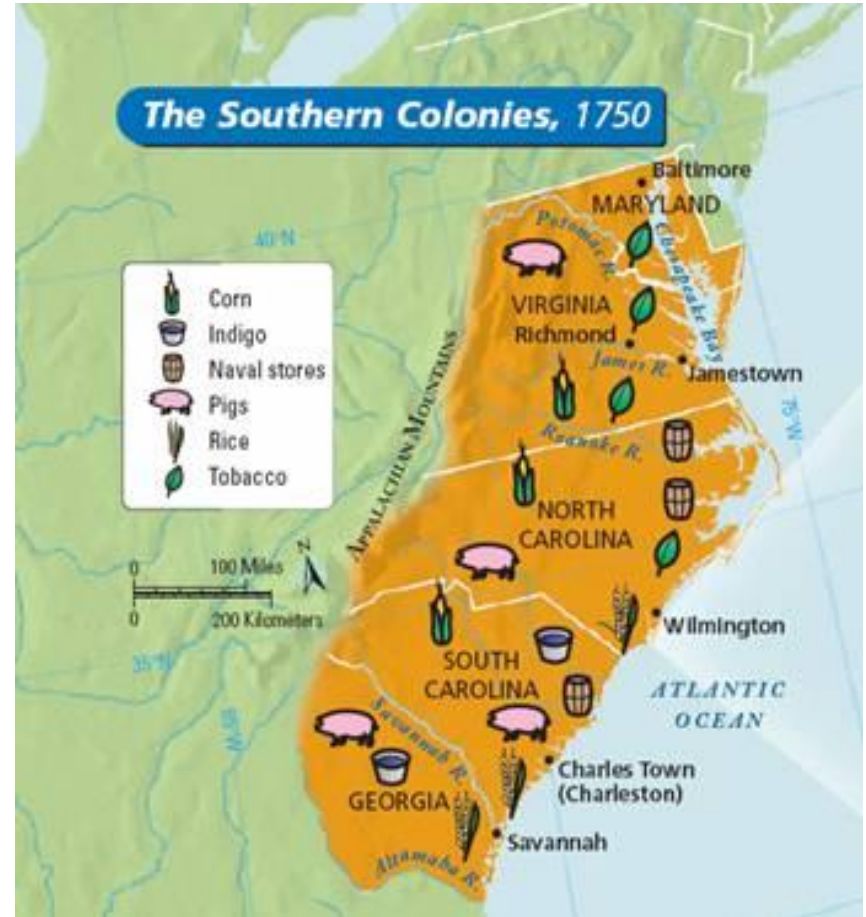 The Southern Colonies, 1750
Baltimore
MARYLAND
Potomac R.
Chesapeake Bay
40°N
Corn
Indigo
Naval stores
Pigs
Rice
Tobacco
VIRGINIA
Richmond
James R.
Jamestown
75°W
APPALACHIAN MOUNTAINS
Roanoke R.
NORTH
CAROLINA
0 100 Miles
N
0 200 Kilometers
Wilmington
35°N
SOUTH
CAROLINA
ATLANTIC
OCEAN
85°W
Savannah R.
Charles Town
(Charleston)
GEORGIA
Savannah
Altamaha R.